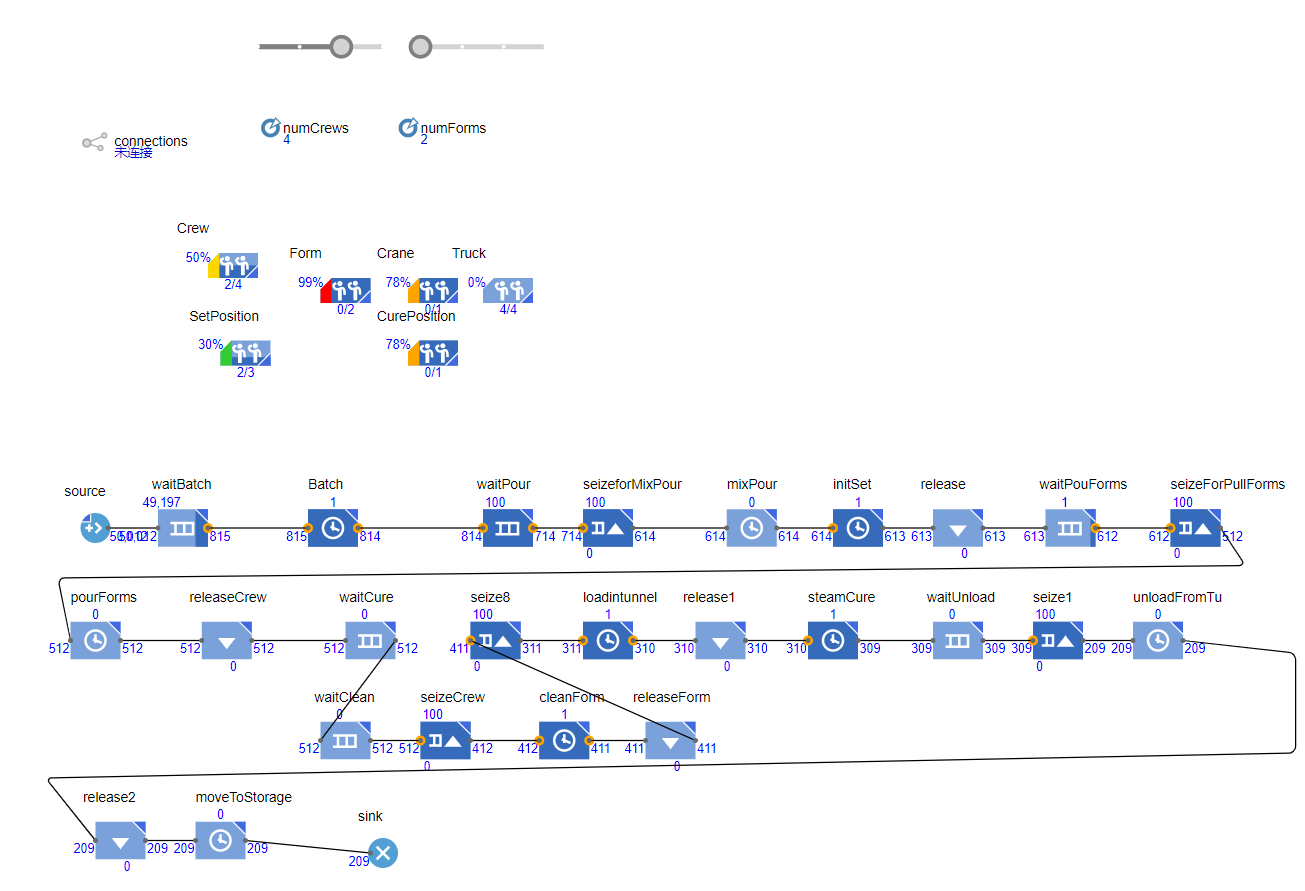 numCrews
4
numForms
2
connections
未连接
Crew
50%
2/4
Form
99%
0/2
Crane
78%
0/1
Truck
0%
4/4
SetPosition
30%
2/3
CurePosition
78%
0/1
source
waitBatch
49,197
815
Batch
1
815
814
waitPour
100
814
714
seizeforMixPour
100
714
614
0
mixPour
0
614
614
initSet
1
614
613
release
613
613
0
waitPouForms
1
613
612
seizeForPullForms
100
612
512
0
pourForms
0
512
512
releaseCrew
512
512
0
waitCure
0
512
512
seize8
100
411
311
0
loadintunnel
1
311
310
release1
310
310
0
steamCure
1
310
309
waitUnload
0
309
309
seize1
100
309
209
0
unloadFromTu
0
209
209
waitClean
0
512
512
seizeCrew
100
512
412
0
cleanForm
1
412
411
releaseForm
411
411
0
release2
209
209
0
moveToStorage
0
209
209
sink
209